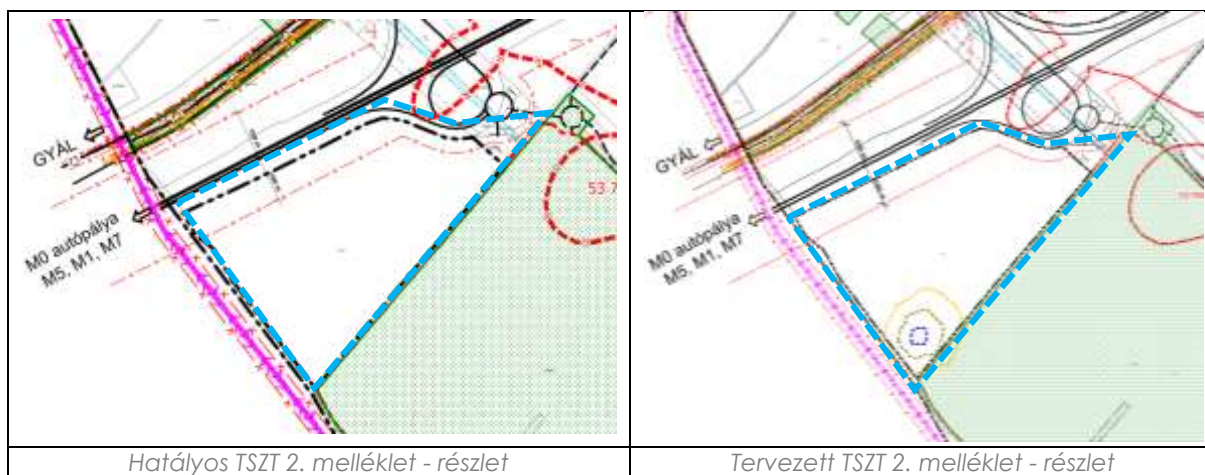 GYÁL
M0 autópálya
M5, M1, M7
53.7
GYÁL
M0 autópálya
M5, M1, M7
Hatályos TSZT 2. melléklet - részlet
Tervezett TSZT 2. melléklet - részlet